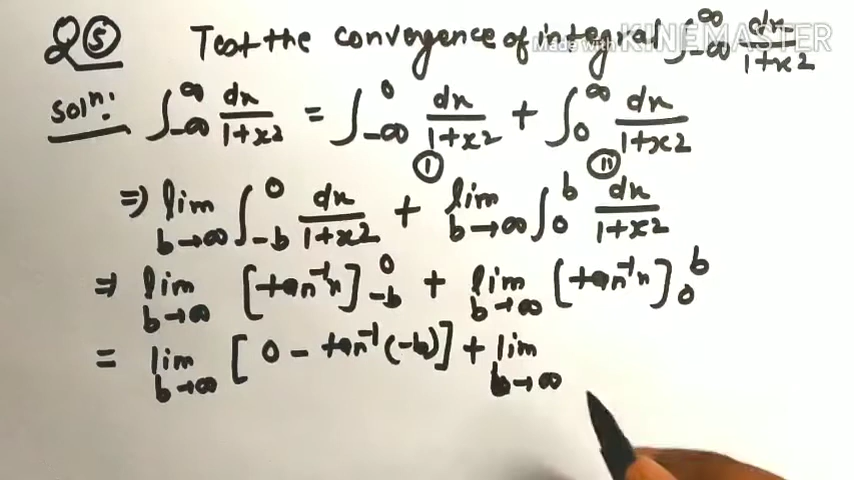 Q⑤ Test the convergence of integral ∫_{-∞}^{∞} dx/(1+x2)
Made with KINEMASTER
Solⁿ: ∫_{-∞}^{∞} dx/(1+x2) = ∫_{-∞}^{0} dx/(1+x2) + ∫_{0}^{∞} dx/(1+x2)
Ⓘ Ⓘⓘ
⇒ lim_{b→∞} ∫_{-b}^{0} dx/(1+x2) + lim_{b→∞} ∫_{0}^{b} dx/(1+x2)
⇒ lim_{b→∞} [tan⁻¹x]_{-b}^{0} + lim_{b→∞} [tan⁻¹x]_{0}^{b}
= lim_{b→∞} [0 - tan⁻¹(-b)] + lim_{b→∞}